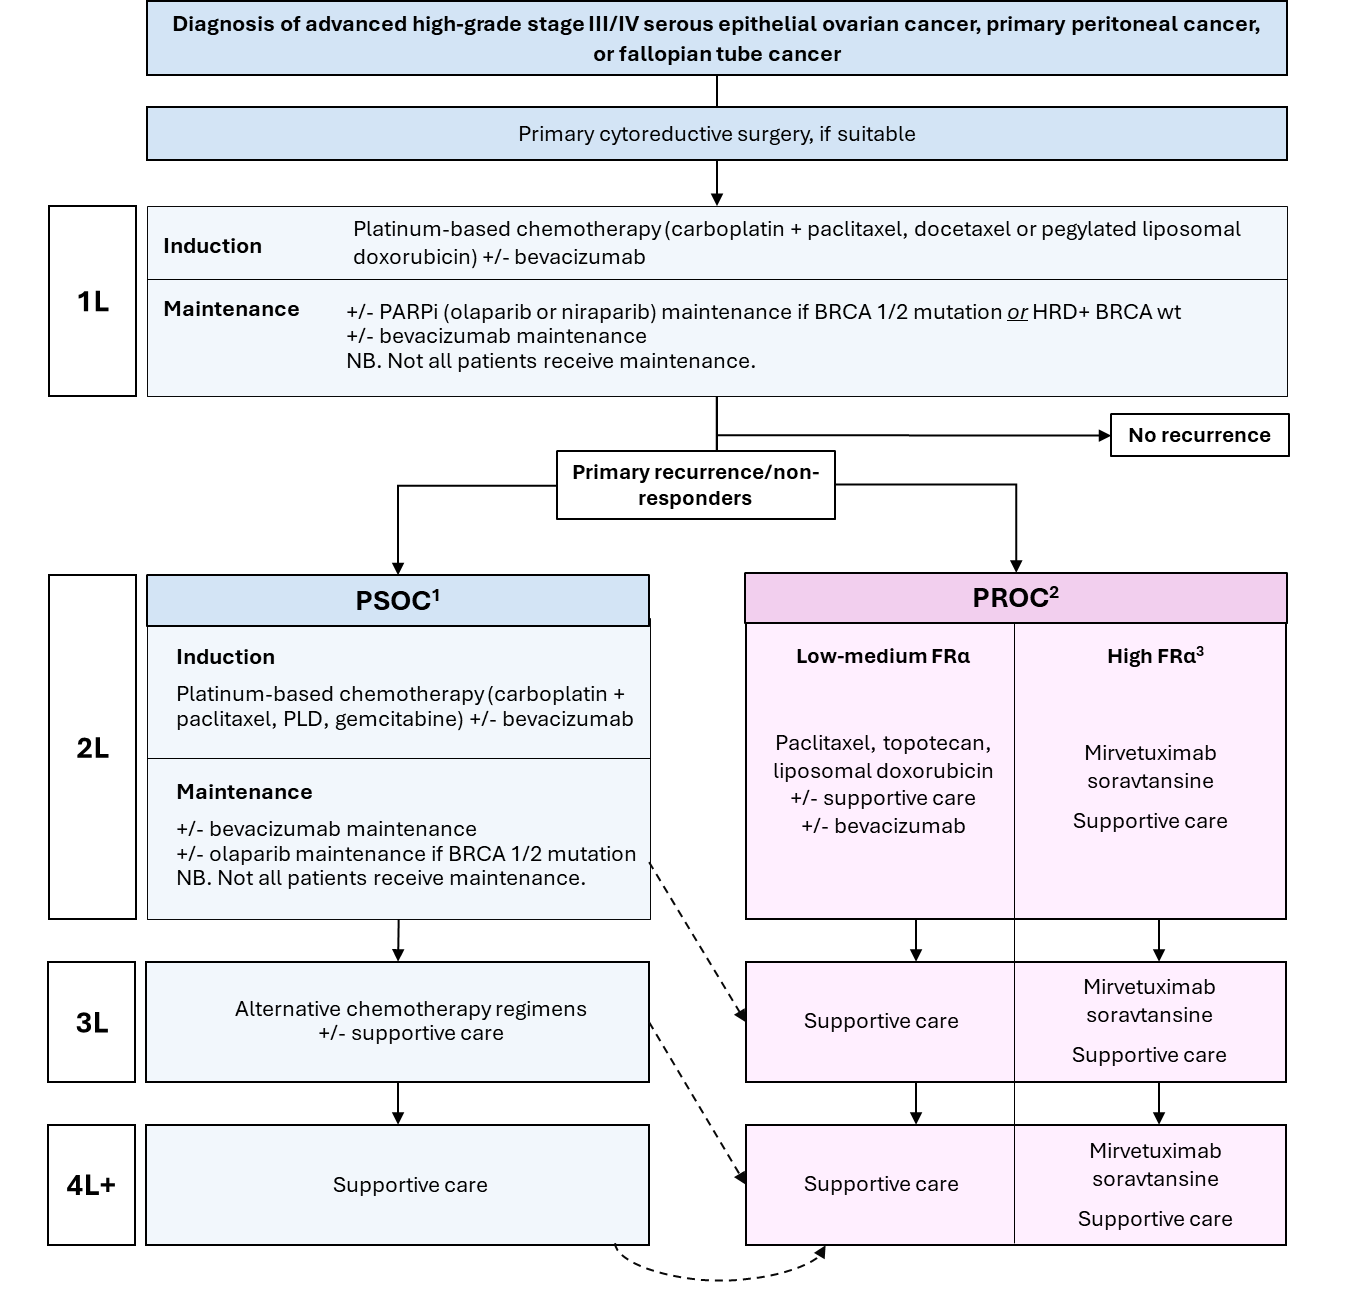 Diagnosis of advanced high-grade stage III/IV serous epithelial ovarian cancer, primary peritoneal cancer,
or fallopian tube cancer
Primary cytoreductive surgery, if suitable
1L
Induction
Platinum-based chemotherapy (carboplatin + paclitaxel, docetaxel or pegylated liposomal
doxorubicin) +/- bevacizumab
Maintenance
+/- PARPi (olaparib or niraparib) maintenance if BRCA 1/2 mutation or HRD+ BRCA wt
+/- bevacizumab maintenance
NB. Not all patients receive maintenance.
No recurrence
Primary recurrence/non-
responders
2L
PSOC¹
Induction
Platinum-based chemotherapy (carboplatin +
paclitaxel, PLD, gemcitabine) +/- bevacizumab
Maintenance
+/- bevacizumab maintenance
+/- olaparib maintenance if BRCA 1/2 mutation
NB. Not all patients receive maintenance.
PROC²
Low-medium FRα
Paclitaxel, topotecan,
liposomal doxorubicin
+/- supportive care
+/- bevacizumab
High FRα³
Mirvetuximab
soravtansine
Supportive care
3L
Alternative chemotherapy regimens
+/- supportive care
Supportive care
Mirvetuximab
soravtansine
Supportive care
4L+
Supportive care
Supportive care
Mirvetuximab
soravtansine
Supportive care